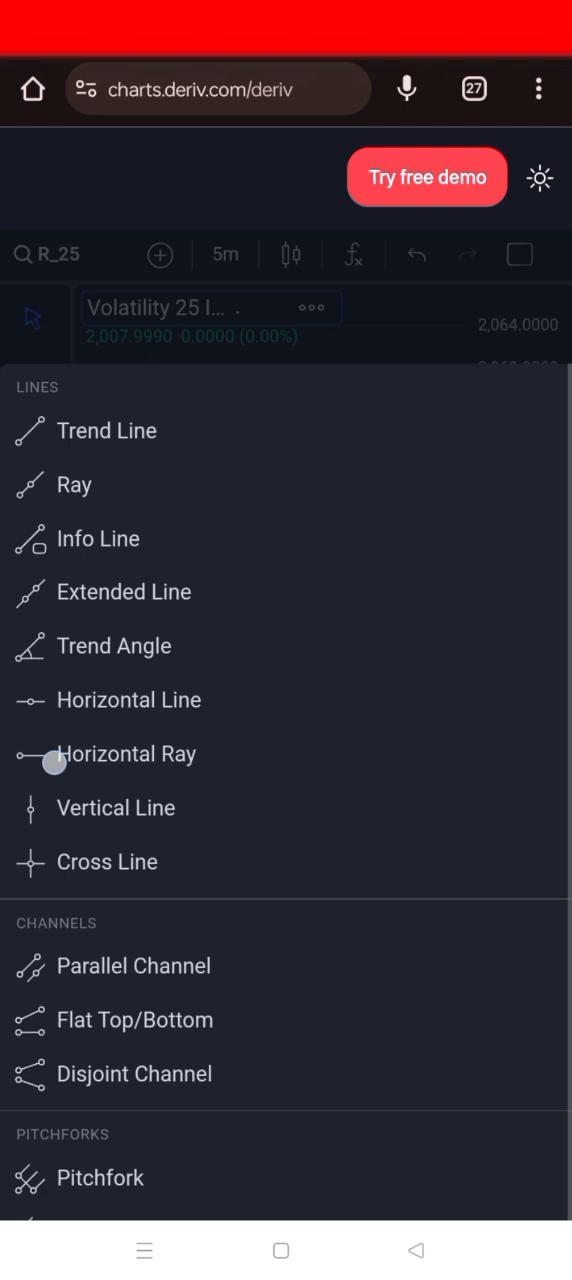 charts.deriv.com/deriv
27
Try free demo
R_25
5m
Volatility 25 I... .
2,007.9990 0.0000 (0.00%)
2,064.0000
LINES
Trend Line
Ray
Info Line
Extended Line
Trend Angle
Horizontal Line
Horizontal Ray
Vertical Line
Cross Line
CHANNELS
Parallel Channel
Flat Top/Bottom
Disjoint Channel
PITCHFORKS
Pitchfork